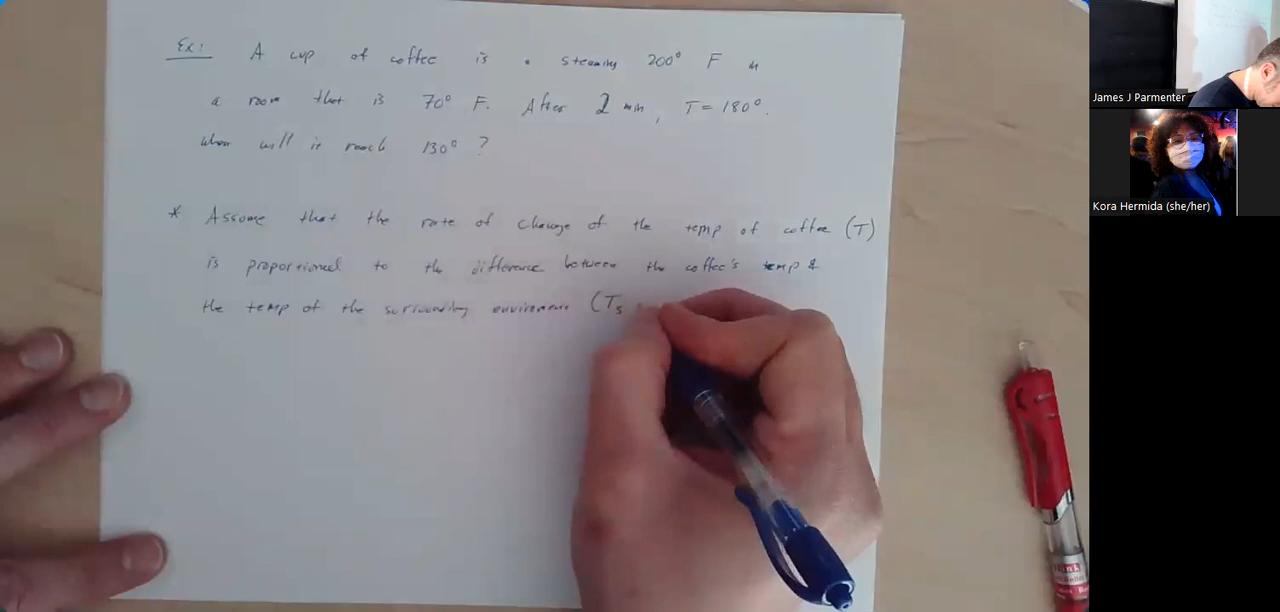 Ex: A cup of coffee is a steaming 200° F in
a room that is 70° F. After 2 min, T = 180°.
When will it reach 130° ?
* Assume that the rate of change of the temp of coffee (T)
is proportional to the difference between the coffee's temp &
the temp of the surrounding environment (Ts
James J Parmenter
Kora Hermida (she/her)